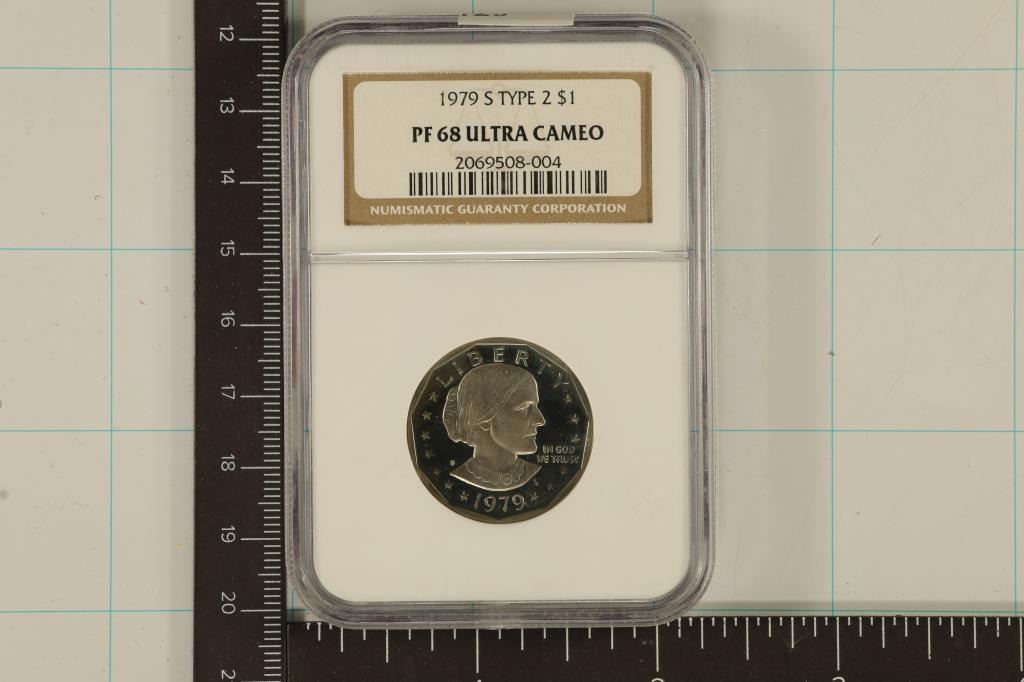 1979 S TYPE 2 $1
PF 68 ULTRA CAMEO
2069508-004
NUMISMATIC GUARANTY CORPORATION
LIBERTY
IN GOD
WE TRUST
1979
12
13
14
15
16
17
18
19
20